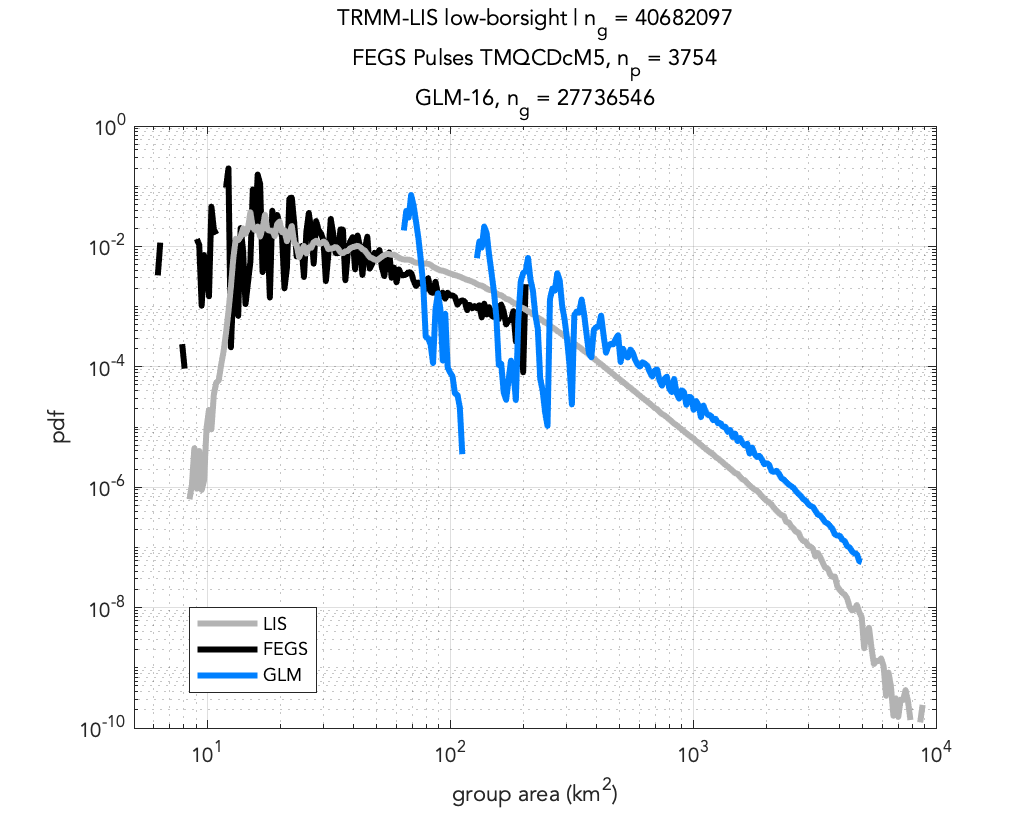 TRMM-LIS low-borsight | n_g = 40682097
FEGS Pulses TMQCDcM5, n_p = 3754
GLM-16, n_g = 27736546
10^0
10^-2
10^-4
10^-6
10^-8
10^-10
pdf
LIS
FEGS
GLM
10^1
10^2
10^3
10^4
group area (km^2)